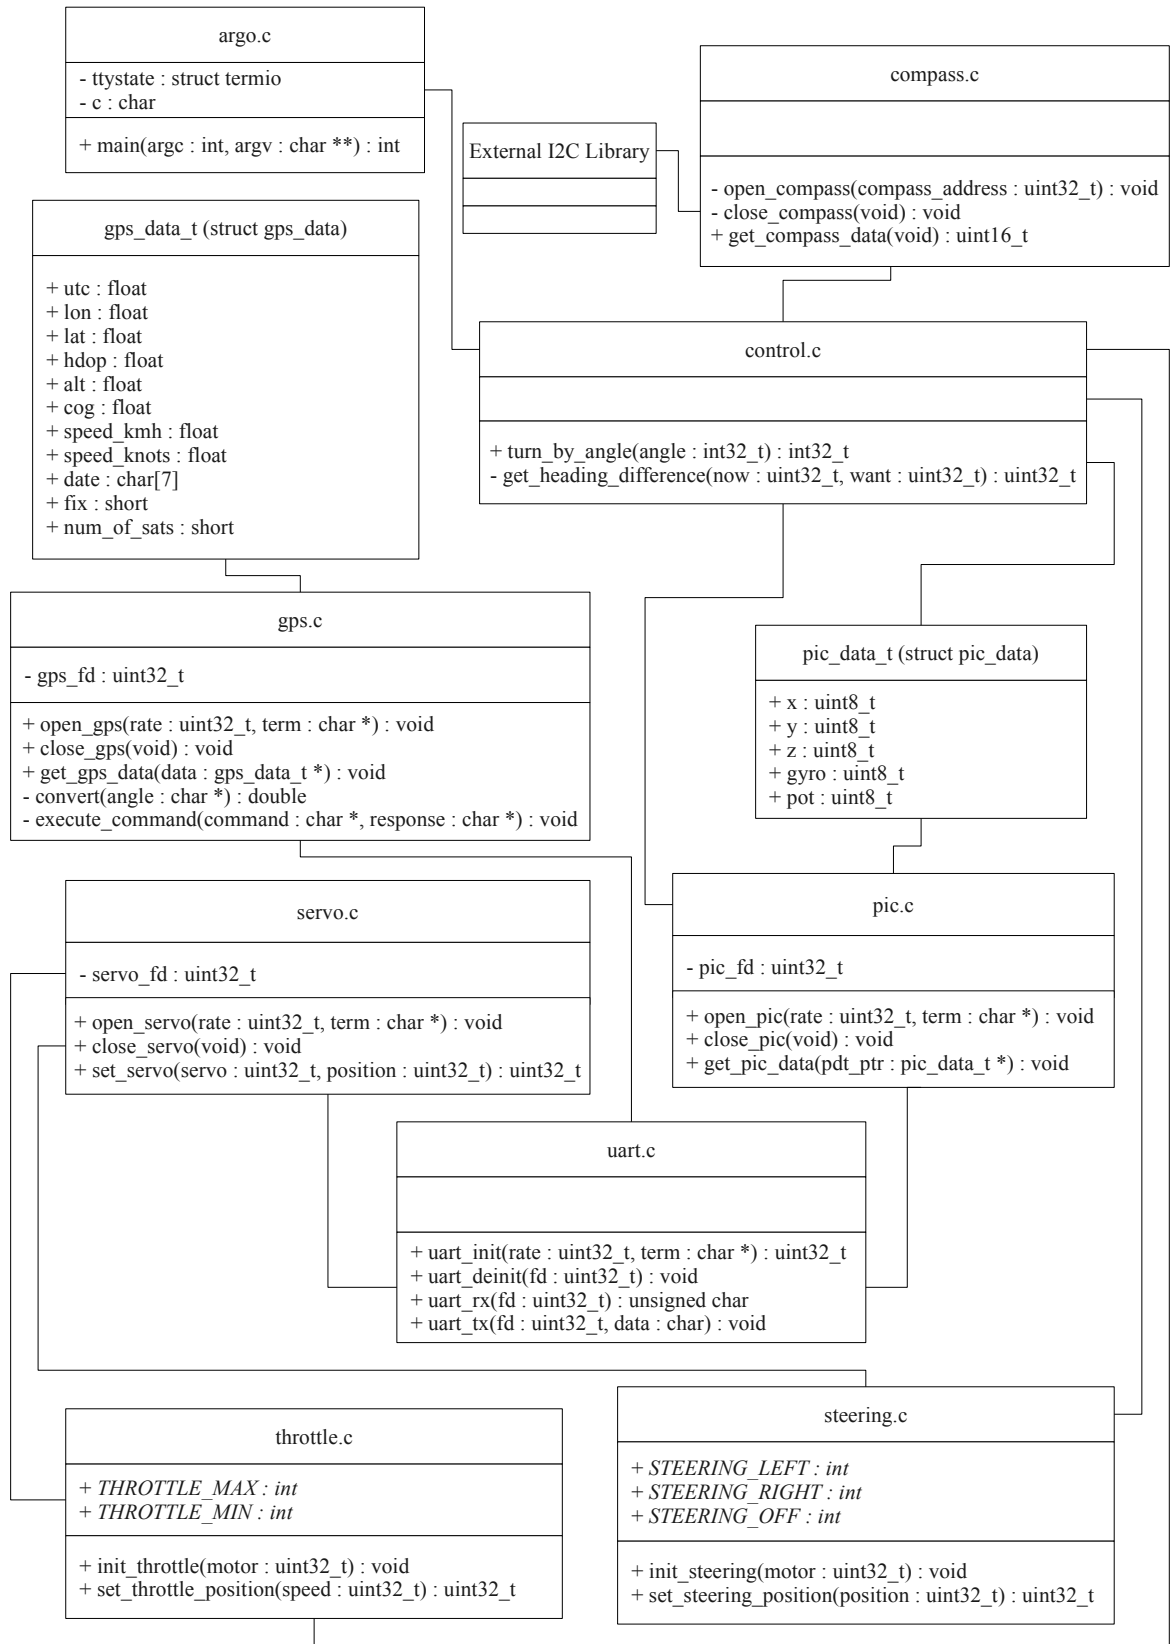 argo.c
- ttystate : struct termio
- c : char
+ main(argc : int, argv : char **) : int
compass.c
- open_compass(compass_address : uint32_t) : void
- close_compass(void) : void
+ get_compass_data(void) : uint16_t
External I2C Library
gps_data_t (struct gps_data)
+ utc : float
+ lon : float
+ lat : float
+ hdop : float
+ alt : float
+ cog : float
+ speed_kmh : float
+ speed_knots : float
+ date : char[7]
+ fix : short
+ num_of_sats : short
control.c
+ turn_by_angle(angle : int32_t) : int32_t
- get_heading_difference(now : uint32_t, want : uint32_t) : uint32_t
gps.c
- gps_fd : uint32_t
+ open_gps(rate : uint32_t, term : char *) : void
+ close_gps(void) : void
+ get_gps_data(data : gps_data_t *) : void
- convert(angle : char *) : double
- execute_command(command : char *, response : char *) : void
pic_data_t (struct pic_data)
+ x : uint8_t
+ y : uint8_t
+ z : uint8_t
+ gyro : uint8_t
+ pot : uint8_t
servo.c
- servo_fd : uint32_t
+ open_servo(rate : uint32_t, term : char *) : void
+ close_servo(void) : void
+ set_servo(servo : uint32_t, position : uint32_t) : uint32_t
pic.c
- pic_fd : uint32_t
+ open_pic(rate : uint32_t, term : char *) : void
+ close_pic(void) : void
+ get_pic_data(pdt_ptr : pic_data_t *) : void
uart.c
+ uart_init(rate : uint32_t, term : char *) : uint32_t
+ uart_deinit(fd : uint32_t) : void
+ uart_rx(fd : uint32_t) : unsigned char
+ uart_tx(fd : uint32_t, data : char) : void
throttle.c
+ THROTTLE_MAX : int
+ THROTTLE_MIN : int
+ init_throttle(motor : uint32_t) : void
+ set_throttle_position(speed : uint32_t) : uint32_t
steering.c
+ STEERING_LEFT : int
+ STEERING_RIGHT : int
+ STEERING_OFF : int
+ init_steering(motor : uint32_t) : void
+ set_steering_position(position : uint32_t) : uint32_t